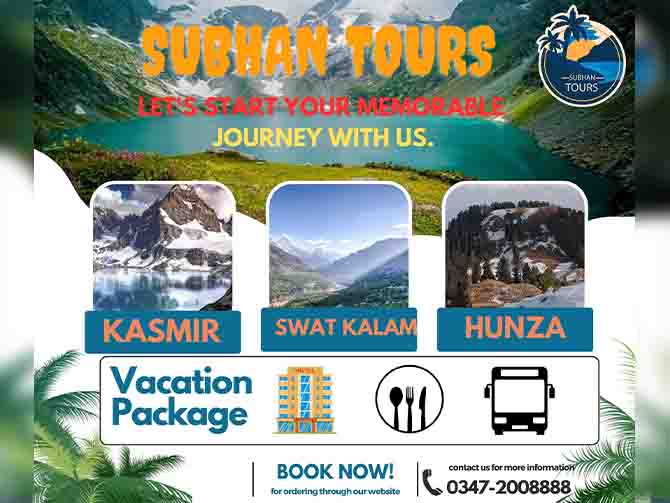 SUBHAN TOURS
SUBHAN
TOURS
LET'S START YOUR MEMORABLE
JOURNEY WITH US.
KASMIR
SWAT KALAM
HUNZA
Vacation
Package
HOTEL
BOOK NOW!
for ordering through our website
contact us for more information
0347-2008888